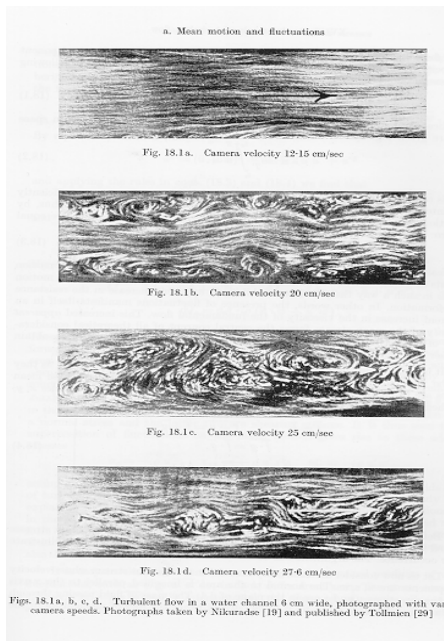 a. Mean motion and fluctuations
Fig. 18.1a. Camera velocity 12·15 cm/sec
Fig. 18.1b. Camera velocity 20 cm/sec
Fig. 18.1c. Camera velocity 25 cm/sec
Fig. 18.1d. Camera velocity 27·6 cm/sec
Figs. 18.1a, b, c, d. Turbulent flow in a water channel 6 cm wide, photographed with
camera speeds. Photographs taken by Nikuradse [19] and published by Tollmien [29]